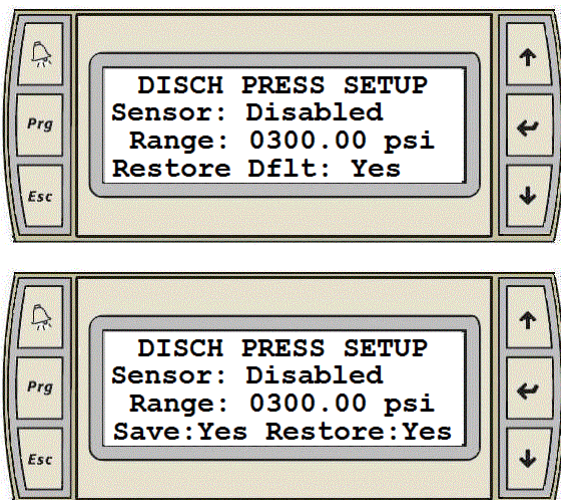 DISCH PRESS SETUP
Sensor: Disabled
Range: 0300.00 psi
Restore Dflt: Yes
Prg
Esc
DISCH PRESS SETUP
Sensor: Disabled
Range: 0300.00 psi
Save:Yes Restore:Yes
Prg
Esc